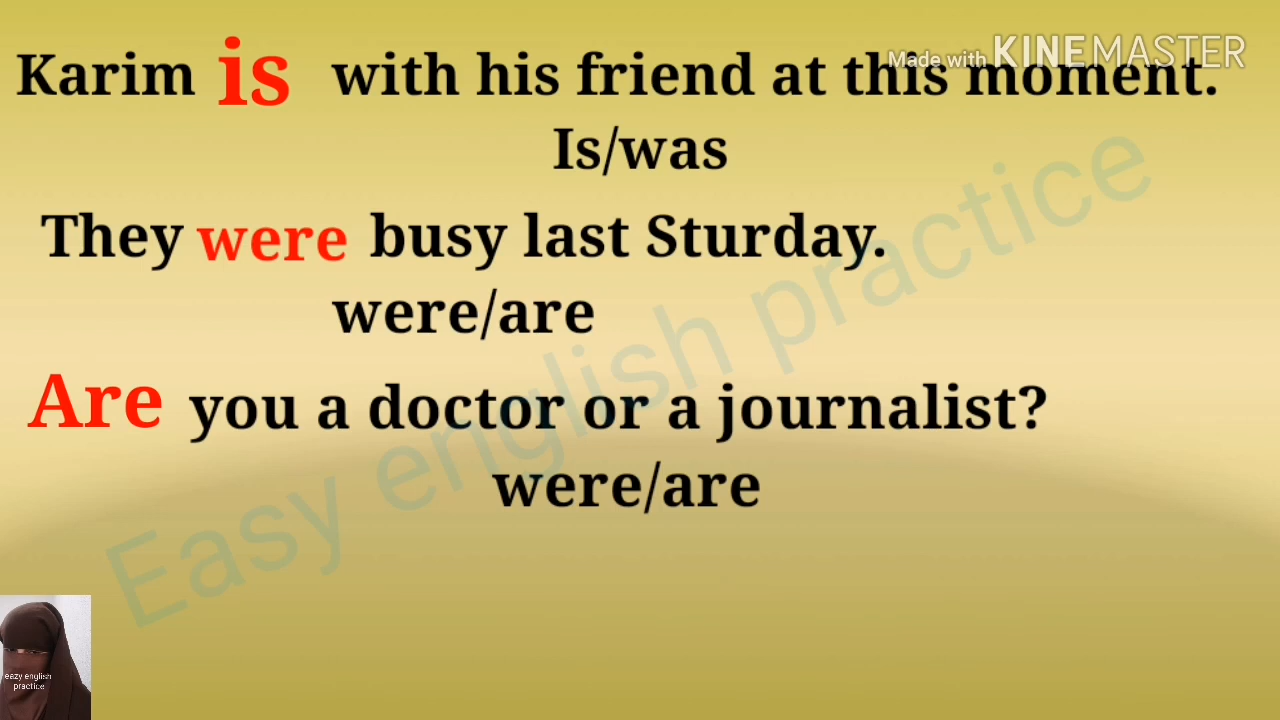 Karim is with his friend at this moment.
Made with KINEMASTER
Is/was
They were busy last Sturday.
were/are
Are you a doctor or a journalist?
were/are
Easy english practice
eazy english
practice